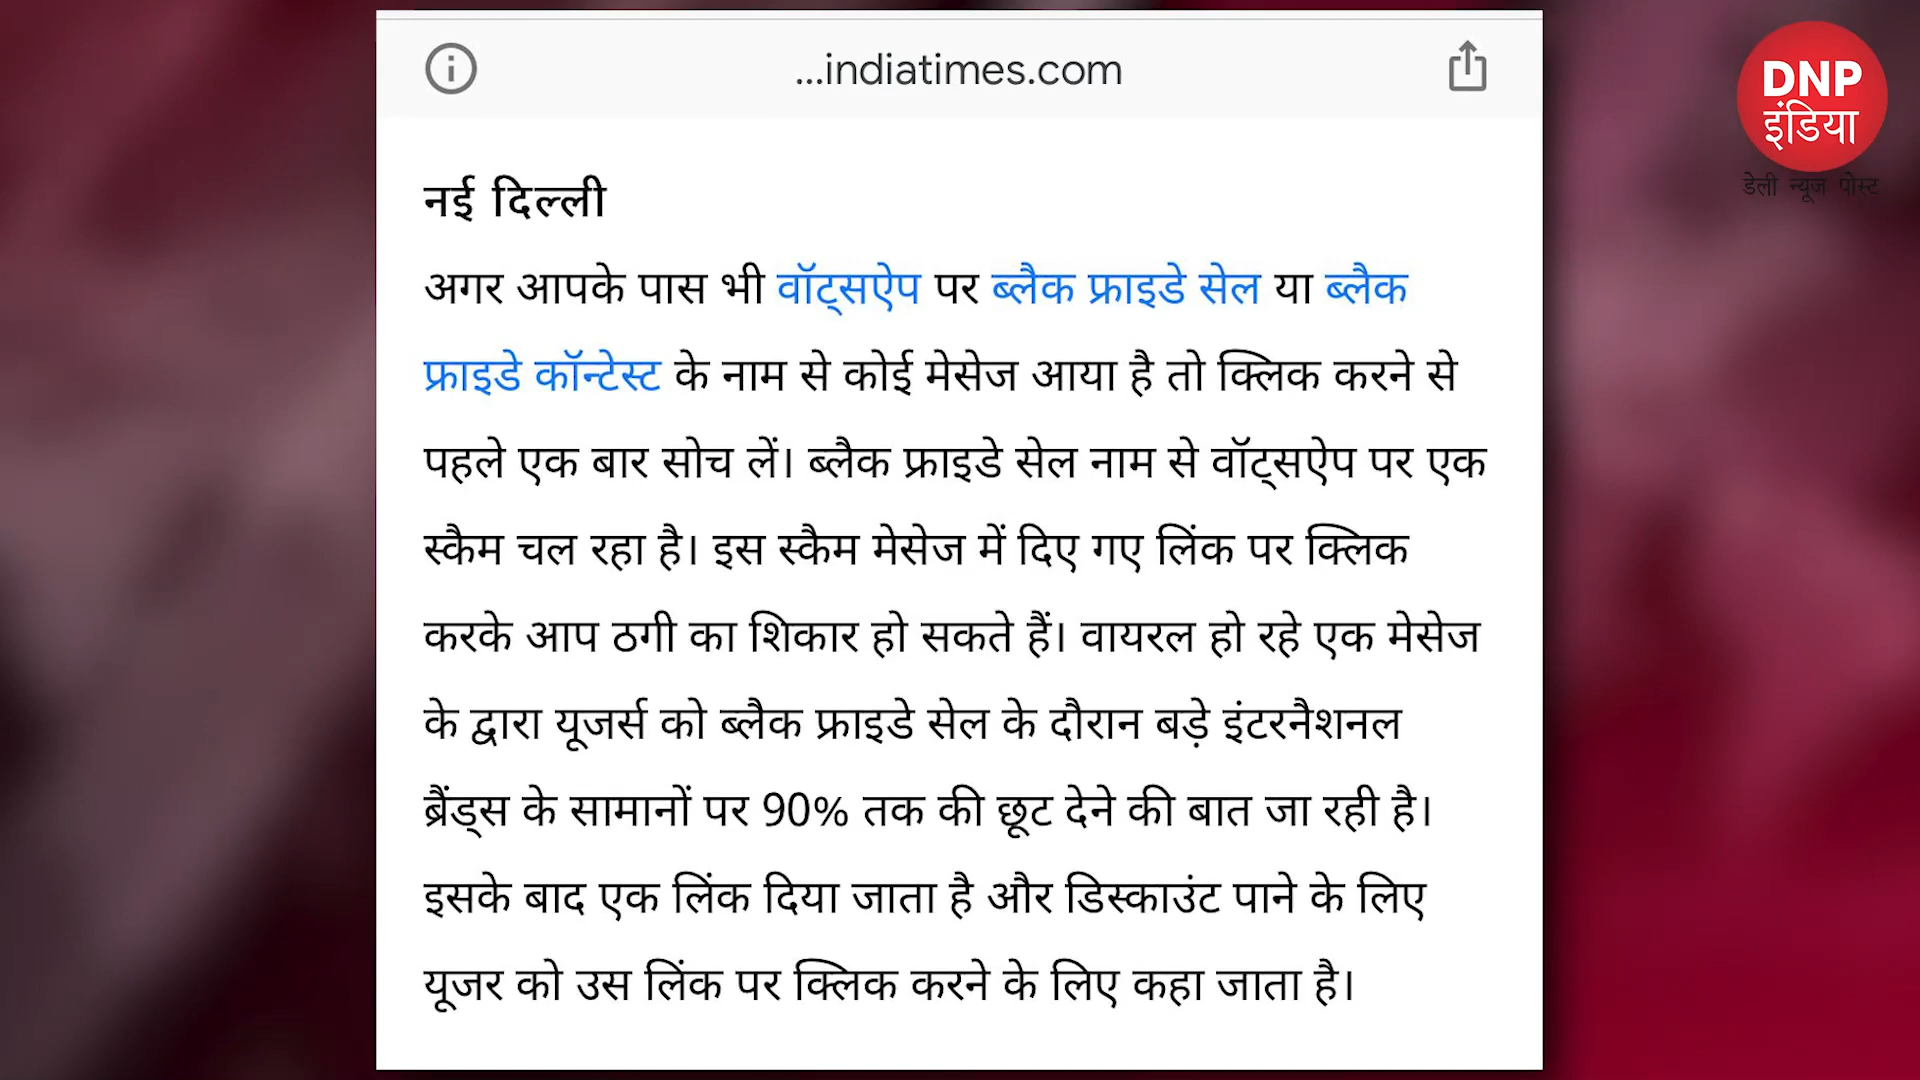 ...indiatimes.com
DNP
इंडिया
डेली न्यूज पोस्ट
नई दिल्ली
अगर आपके पास भी वॉट्सऐप पर ब्लैक फ्राइडे सेल या ब्लैक
फ्राइडे कॉन्टेस्ट के नाम से कोई मेसेज आया है तो क्लिक करने से
पहले एक बार सोच लें। ब्लैक फ्राइडे सेल नाम से वॉट्सऐप पर एक
स्कैम चल रहा है। इस स्कैम मेसेज में दिए गए लिंक पर क्लिक
करके आप ठगी का शिकार हो सकते हैं। वायरल हो रहे एक मेसेज
के द्वारा यूजर्स को ब्लैक फ्राइडे सेल के दौरान बड़े इंटरनैशनल
ब्रैंड्स के सामानों पर 90% तक की छूट देने की बात जा रही है।
इसके बाद एक लिंक दिया जाता है और डिस्काउंट पाने के लिए
यूजर को उस लिंक पर क्लिक करने के लिए कहा जाता है।